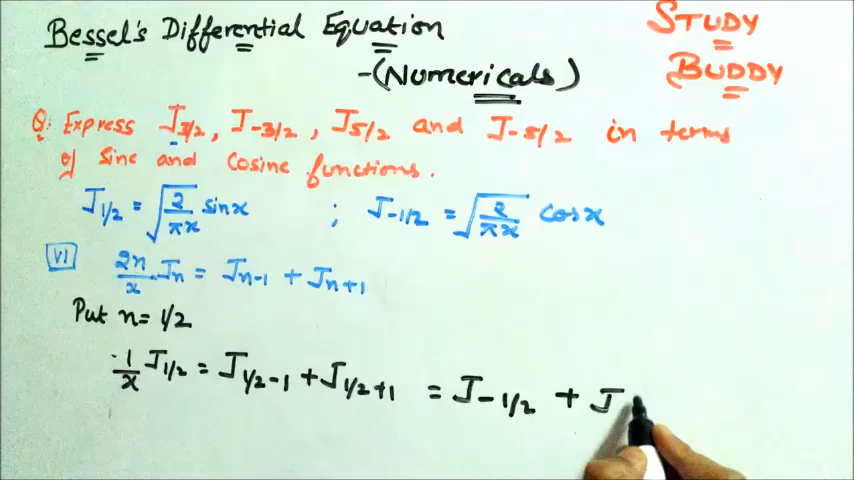 Bessel's Differential Equation
-(Numericals)
STUDY
BUDDY
Q: Express J3/2, J-3/2, J5/2 and J-5/2 in terms
of sine and cosine functions.
J1/2 = √2/πx sinx ; J-1/2 = √2/πx cosx
VI 2n/x Jn = Jn-1 + Jn+1
Put n= 1/2
1/x J1/2 = J1/2-1 + J1/2+1 = J-1/2 + J